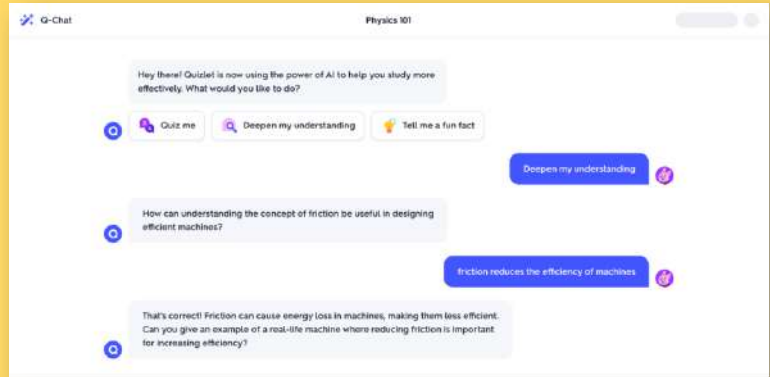 Q-Chat
Physics 101
Hey there! Quizlet is now using the power of AI to help you study more
effectively. What would you like to do?
Quiz me
Deepen my understanding
Tell me a fun fact
Deepen my understanding
How can understanding the concept of friction be useful in designing
efficient machines?
friction reduces the efficiency of machines
That's correct! Friction can cause energy loss in machines, making them less efficient.
Can you give an example of a real-life machine where reducing friction is important
for increasing efficiency?